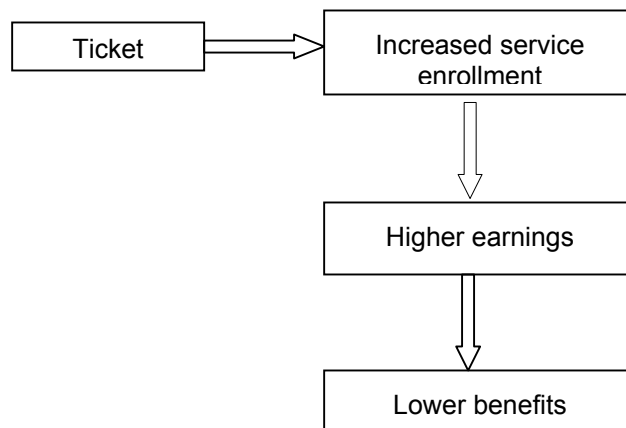 Ticket
Increased service
enrollment
Higher earnings
Lower benefits